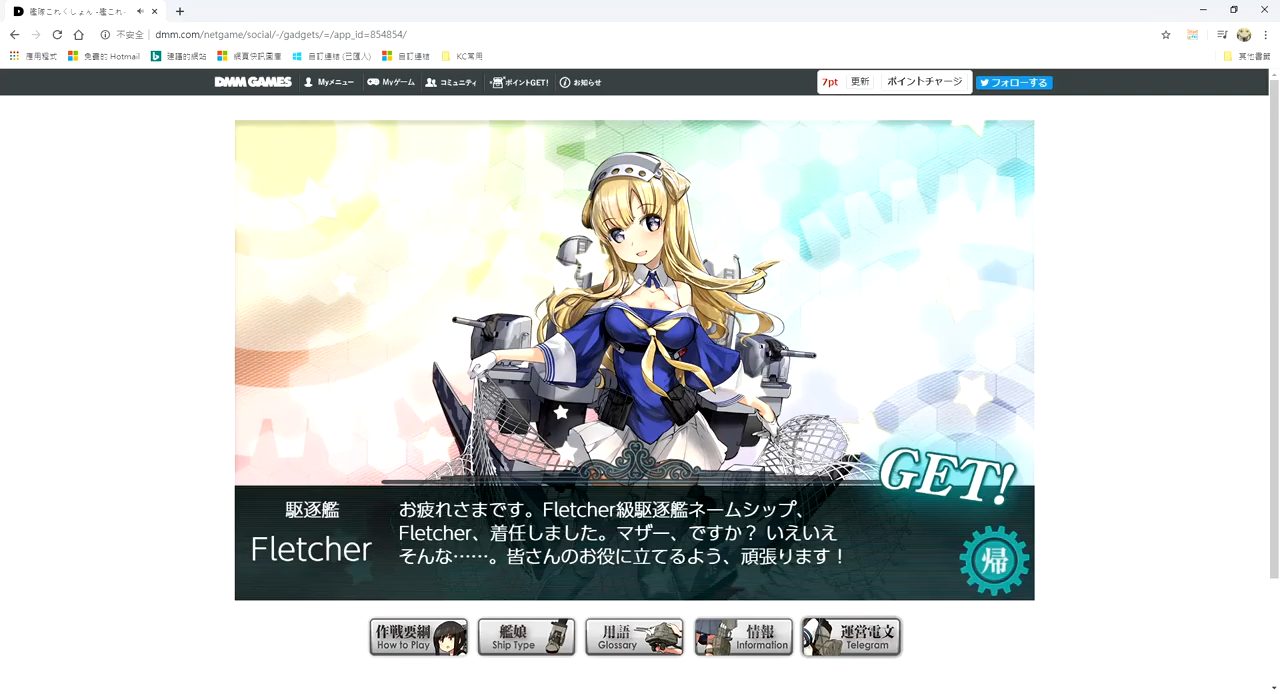 艦隊これくしょん -艦これ-
不安全 dmm.com/netgame/social/-/gadgets/=/app_id=854854/
應用程式 免費的 Hotmail 建議的網站 網頁快訊圖庫 自訂連結 (已匯入) 自訂連結 KC常用 其他書籤
DMM GAMES Myメニュー Myゲーム コミュニティ ポイントGET! お知らせ 7pt 更新 ポイントチャージ フォローする
GET!
駆逐艦
Fletcher
お疲れさまです。Fletcher級駆逐艦ネームシップ、
Fletcher、着任しました。マザー、ですか? いえいえ
そんな……。皆さんのお役に立てるよう、頑張ります!
帰
作戦要綱
How to Play
艦娘
Ship Type
用語
Glossary
情報
Information
運営電文
Telegram